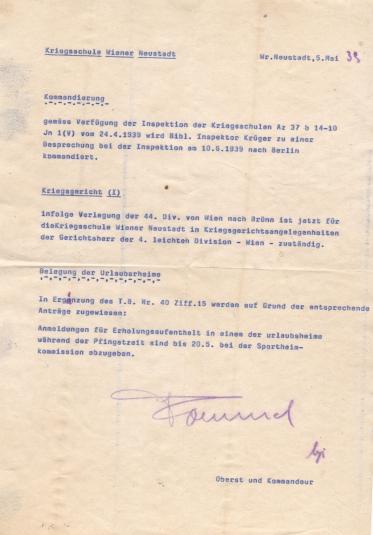 Kriegsschule Wiener Neustadt
Wr.Neustadt,5.Mai 39
Kommandierung
gemäss Verfügung der Inspektion der Kriegsschulen Az 37 b 14-10
Jn 1(V) vom 24.4.1939 wird Bibl. Inspektor Krüger zu einer
Besprechung bei der Inspektion am 10.6.1939 nach Berlin
kommandiert.
Kriegsgericht (I)
infolge Verlegung der 44. Div. von Wien nach Brünn ist jetzt für
dieKriegsschule Wiener Neustadt in Kriegsgerichtsangelegenheiten
der Gerichtsherr der 4. leichten Division - Wien - zuständig.
Belegung der Urlauberheime
In Ergänzung des T.B. Nr. 40 Ziff.15 werden auf Grund der entsprechende
Anträge zugewiesen:
Anmeldungen für Erholungsaufenthalt in einem der urlaubsheime
während der Pfingstzeit sind bis 20.5. bei der Sportheim-
kommission abzugeben.
Rommel
Oberst und Kommandeur